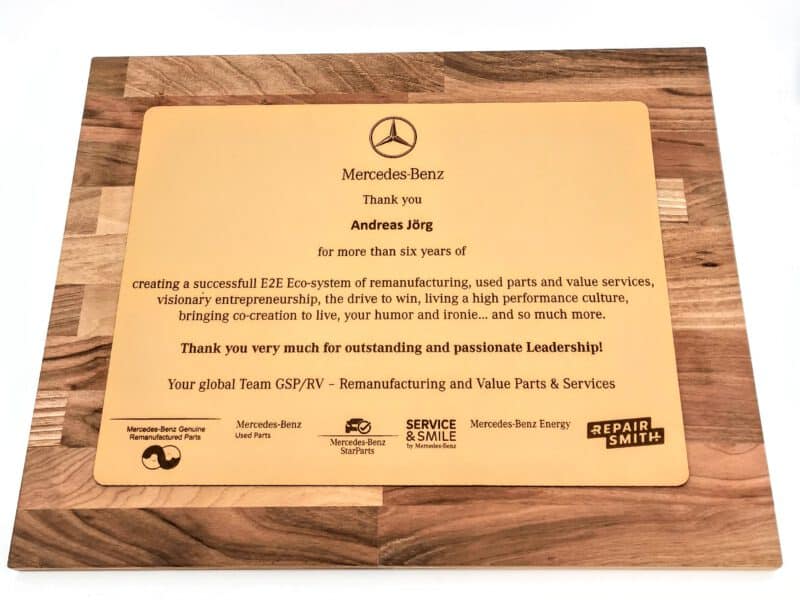 Mercedes-Benz
Thank you
Andreas Jörg
for more than six years of
creating a successfull E2E Eco-system of remanufacturing, used parts and value services,
visionary entrepreneurship, the drive to win, living a high performance culture,
bringing co-creation to live, your humor and ironie... and so much more.
Thank you very much for outstanding and passionate Leadership!
Your global Team GSP/RV – Remanufacturing and Value Parts & Services
Mercedes-Benz Genuine
Remanufactured Parts
Mercedes-Benz
Used Parts
Mercedes-Benz
StarParts
SERVICE
& SMILE
by Mercedes-Benz
Mercedes-Benz Energy
REPAIR
SMITH